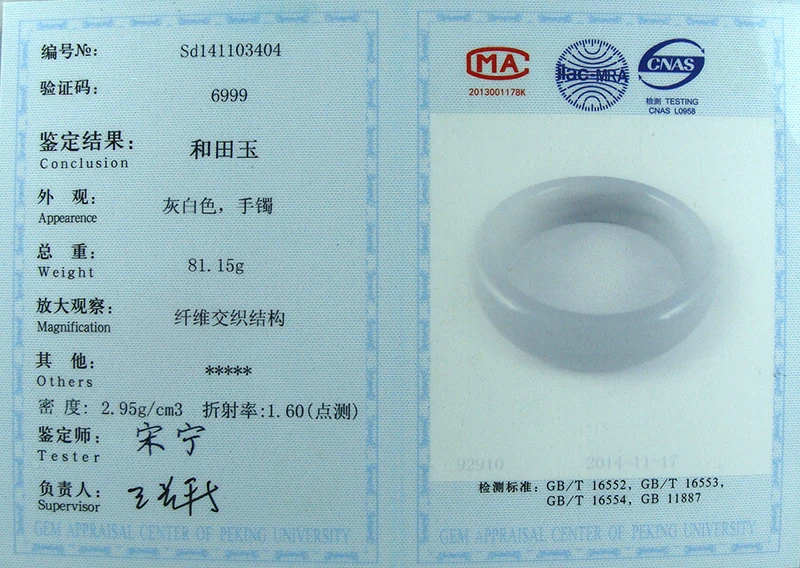 编号№: Sd141103404
验证码: 6999
鉴定结果: 和田玉
Conclusion
外 观: 灰白色, 手镯
Appearence
总 重: 81.15g
Weight
放大观察: 纤维交织结构
Magnification
其 他: *****
Others
密 度: 2.95g/cm3 折射率:1.60(点测)
鉴定师: 宋宁
Tester
负责人:
Supervisor
GEM APPRAISAL CENTER OF PEKING UNIVERSITY
MA
2013001178K
ilac-MRA
CNAS
检测 TESTING
CNAS L0958
92910 2014-11-17
检测标准: GB/T 16552, GB/T 16553,
GB/T 16554, GB 11887
GEM APPRAISAL CENTER OF PEKING UNIVERSITY